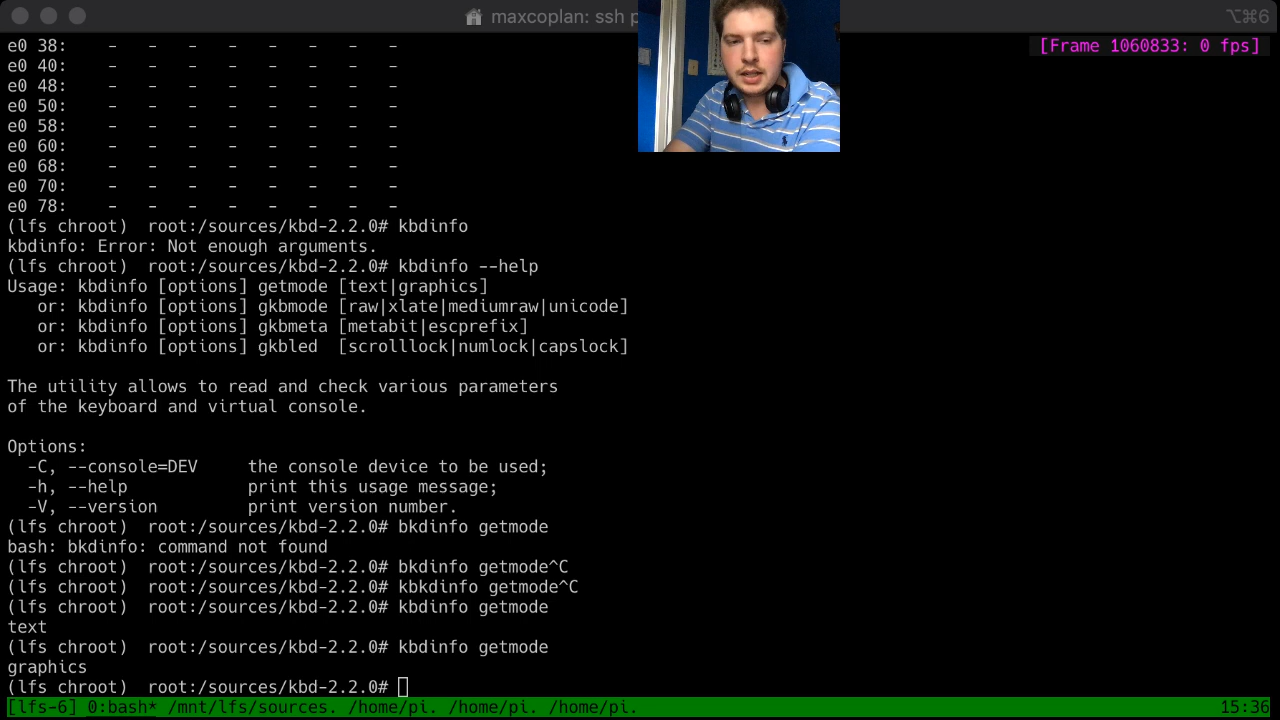 maxcoplan: ssh p
⌥⌘6
e0 38: - - - - - - - -
[Frame 1060833: 0 fps]
e0 40: - - - - - - - -
e0 48: - - - - - - - -
e0 50: - - - - - - - -
e0 58: - - - - - - - -
e0 60: - - - - - - - -
e0 68: - - - - - - - -
e0 70: - - - - - - - -
e0 78: - - - - - - - -
(lfs chroot)  root:/sources/kbd-2.2.0# kbdinfo
kbdinfo: Error: Not enough arguments.
(lfs chroot)  root:/sources/kbd-2.2.0# kbdinfo --help
Usage: kbdinfo [options] getmode [text|graphics]
   or: kbdinfo [options] gkbmode [raw|xlate|mediumraw|unicode]
   or: kbdinfo [options] gkbmeta [metabit|escprefix]
   or: kbdinfo [options] gkbled  [scrolllock|numlock|capslock]
The utility allows to read and check various parameters
of the keyboard and virtual console.
Options:
  -C, --console=DEV     the console device to be used;
  -h, --help            print this usage message;
  -V, --version         print version number.
(lfs chroot)  root:/sources/kbd-2.2.0# bkdinfo getmode
bash: bkdinfo: command not found
(lfs chroot)  root:/sources/kbd-2.2.0# bkdinfo getmode^C
(lfs chroot)  root:/sources/kbd-2.2.0# kbkdinfo getmode^C
(lfs chroot)  root:/sources/kbd-2.2.0# kbdinfo getmode
text
(lfs chroot)  root:/sources/kbd-2.2.0# kbdinfo getmode
graphics
(lfs chroot)  root:/sources/kbd-2.2.0#
[lfs-6] 0:bash* /mnt/lfs/sources. /home/pi. /home/pi. /home/pi.
15:36